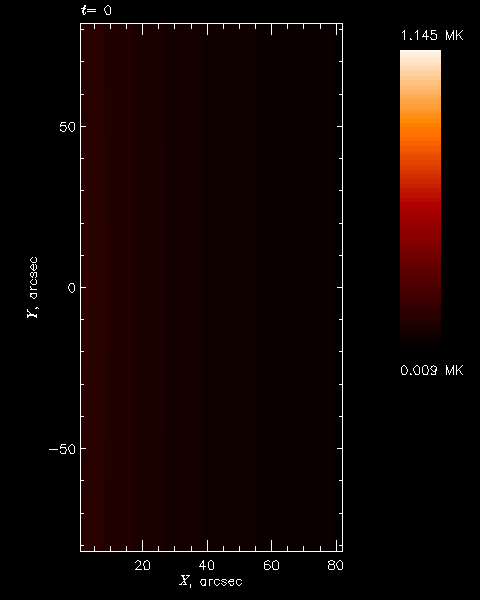 t= 0
1.145 MK
50
0
−50
Y, arcsec
0.009 MK
20 40 60 80
X, arcsec